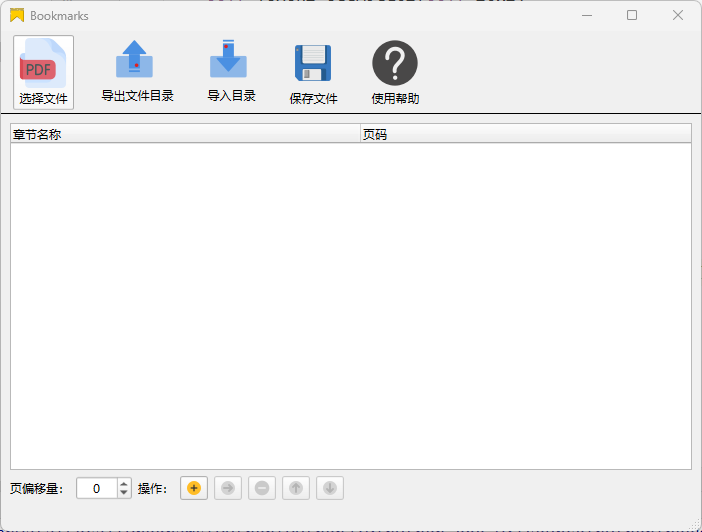 Bookmarks
PDF
选择文件
导出文件目录
导入目录
保存文件
使用帮助
章节名称 页码
页偏移量： 0 操作：